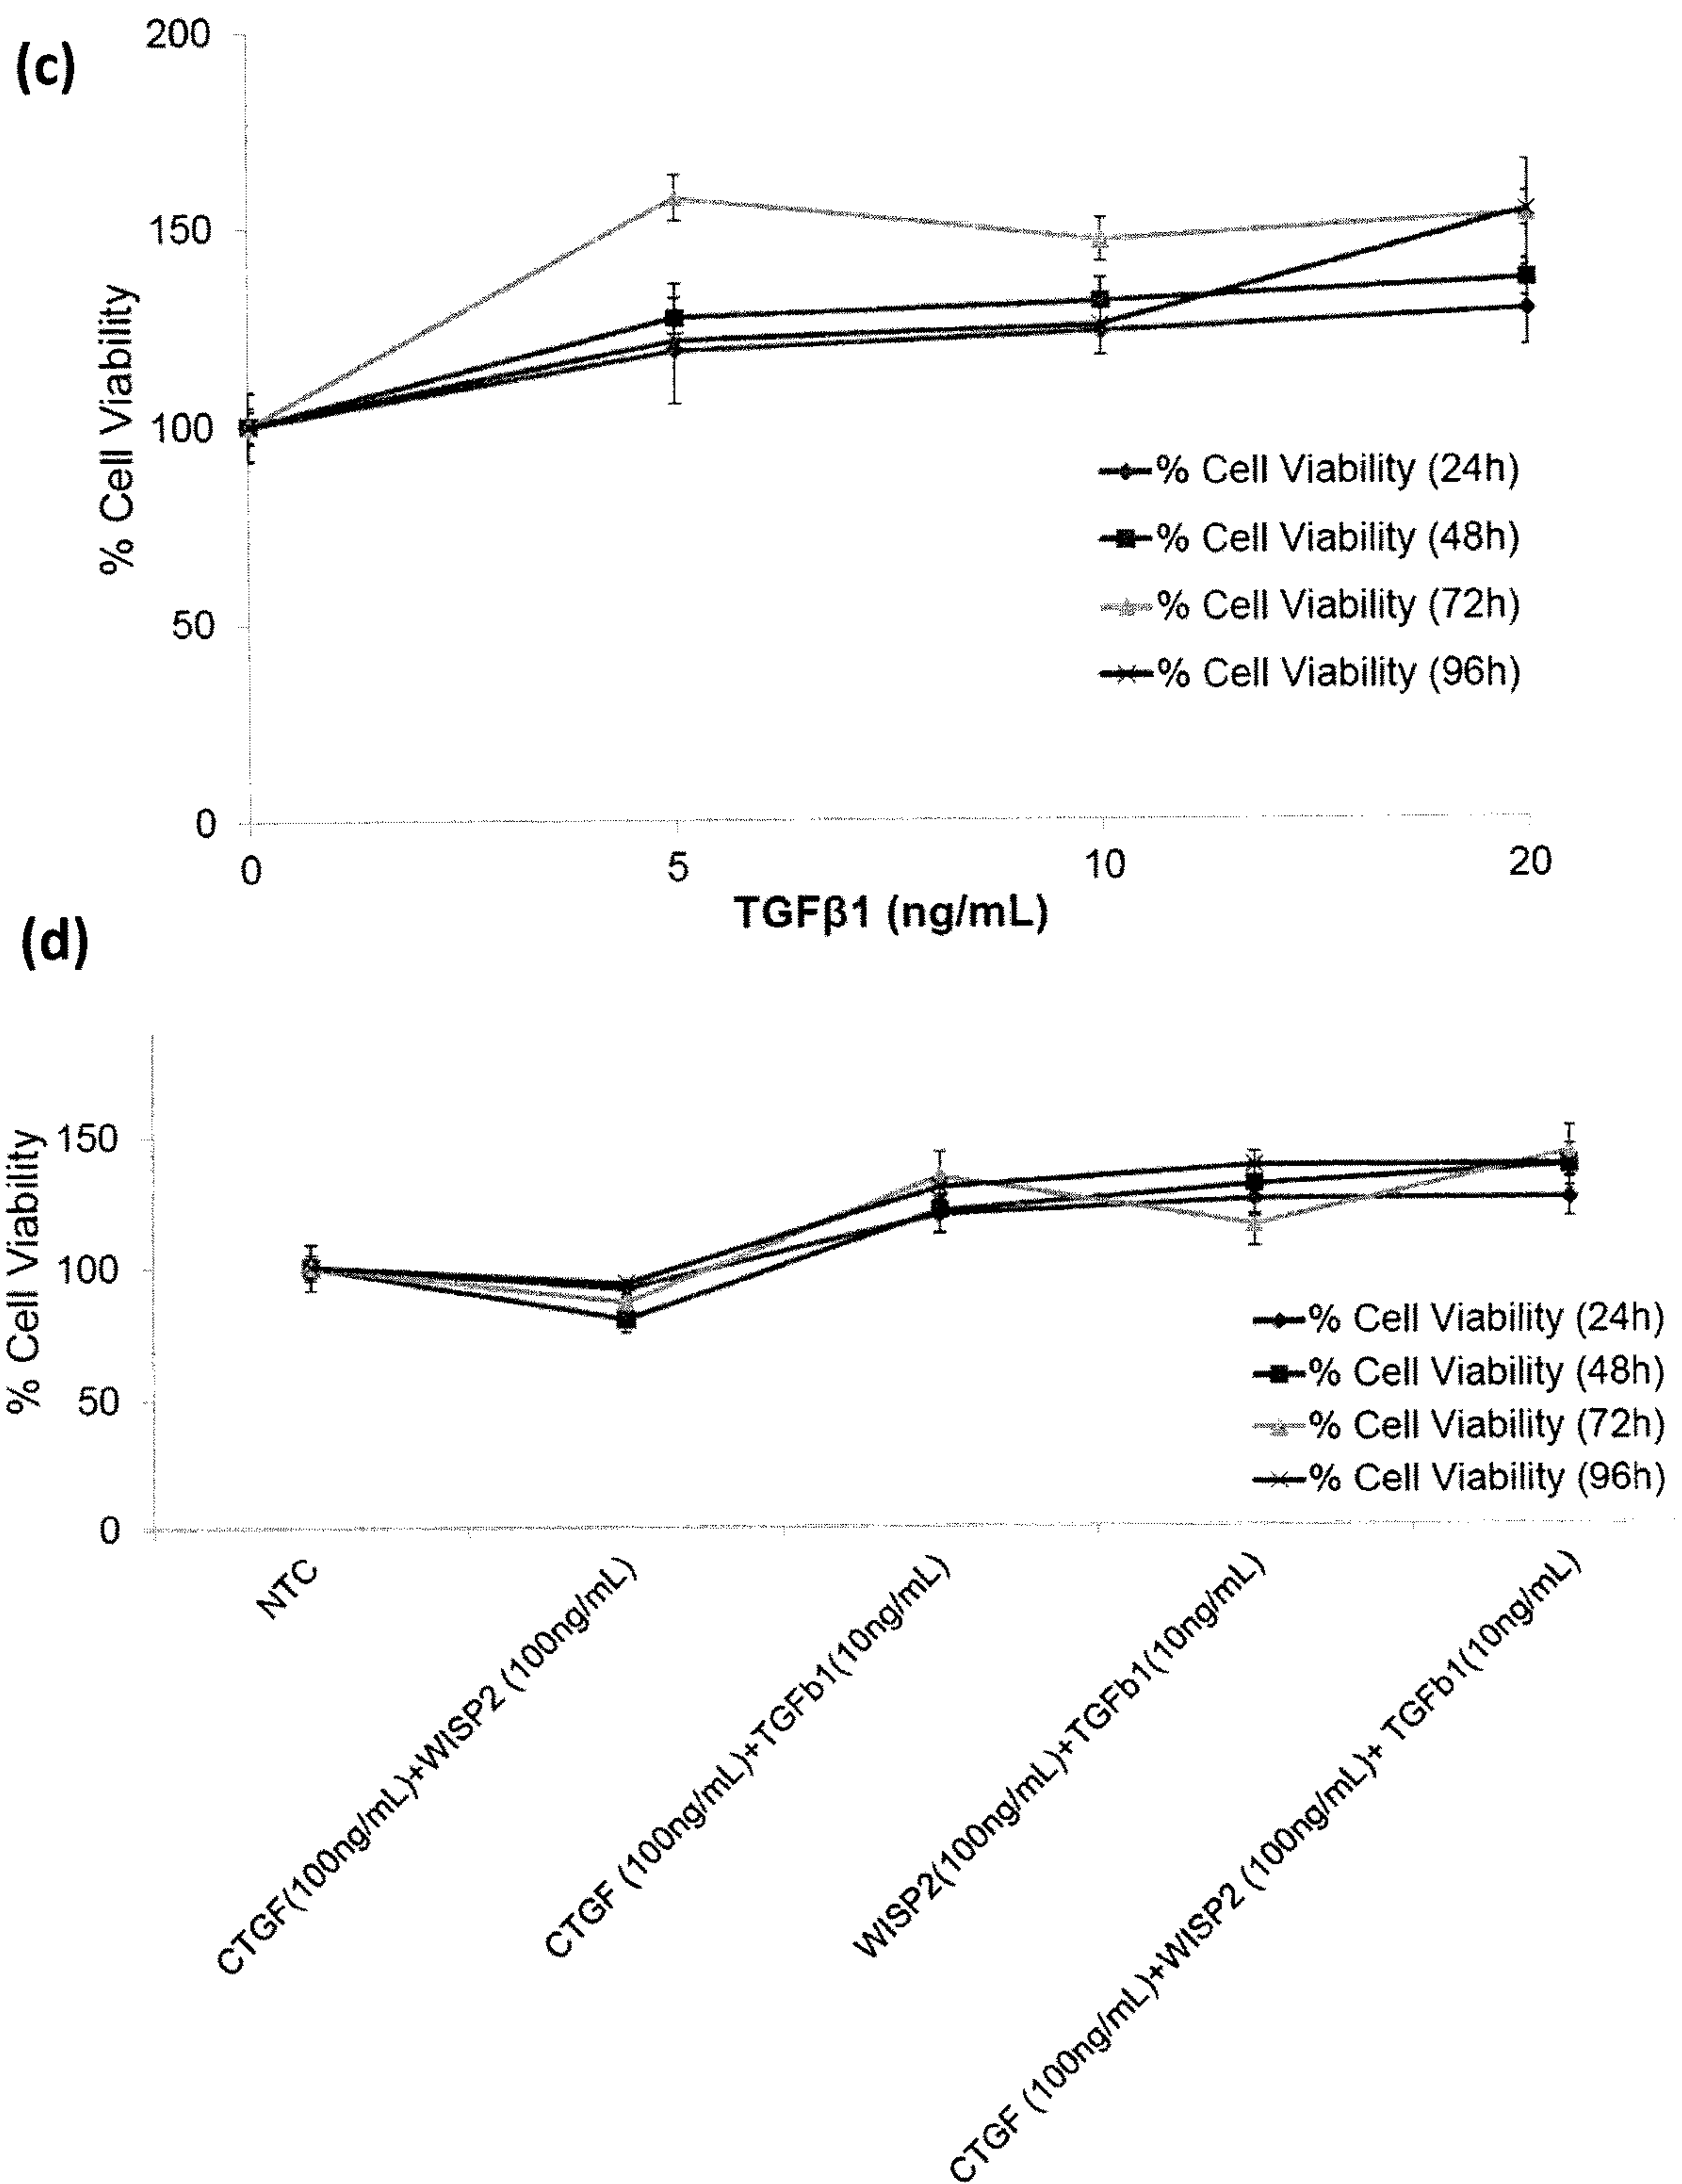 (c)
200
150
100
50
0
% Cell Viability
% Cell Viability (24h)
% Cell Viability (48h)
% Cell Viability (72h)
% Cell Viability (96h)
0 5 10 20
TGFβ1 (ng/mL)
(d)
150
100
50
0
% Cell Viability
% Cell Viability (24h)
% Cell Viability (48h)
% Cell Viability (72h)
% Cell Viability (96h)
NTC
CTGF(100ng/mL)+WISP2 (100ng/mL)
CTGF (100ng/mL)+TGFb1(10ng/mL)
WISP2(100ng/mL)+TGFb1(10ng/mL)
CTGF (100ng/mL)+WISP2 (100ng/mL)+ TGFb1(10ng/mL)